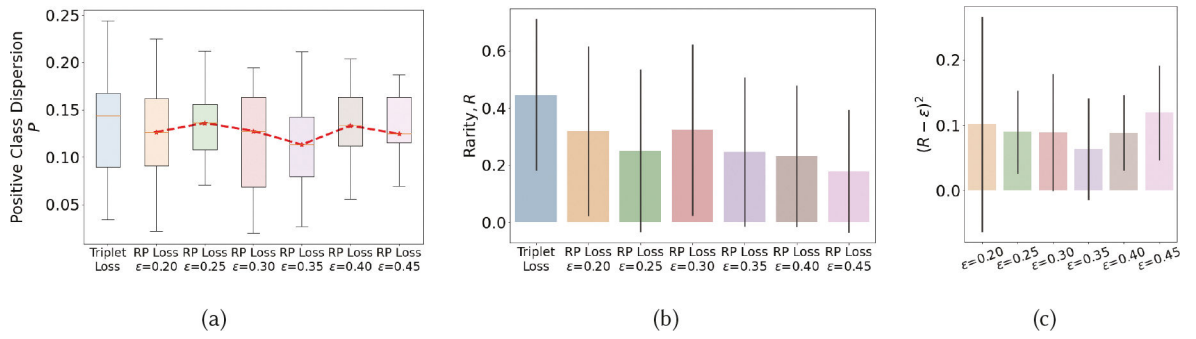 Positive Class Dispersion
P
0.25
0.20
0.15
0.10
0.05
Triplet Loss
RP Loss ε=0.20
RP Loss ε=0.25
RP Loss ε=0.30
RP Loss ε=0.35
RP Loss ε=0.40
RP Loss ε=0.45
(a)
Rarity, R
0.6
0.4
0.2
0.0
Triplet Loss
RP Loss ε=0.20
RP Loss ε=0.25
RP Loss ε=0.30
RP Loss ε=0.35
RP Loss ε=0.40
RP Loss ε=0.45
(b)
(R − ε)²
0.2
0.1
0.0
ε=0.20
ε=0.25
ε=0.30
ε=0.35
ε=0.40
ε=0.45
(c)